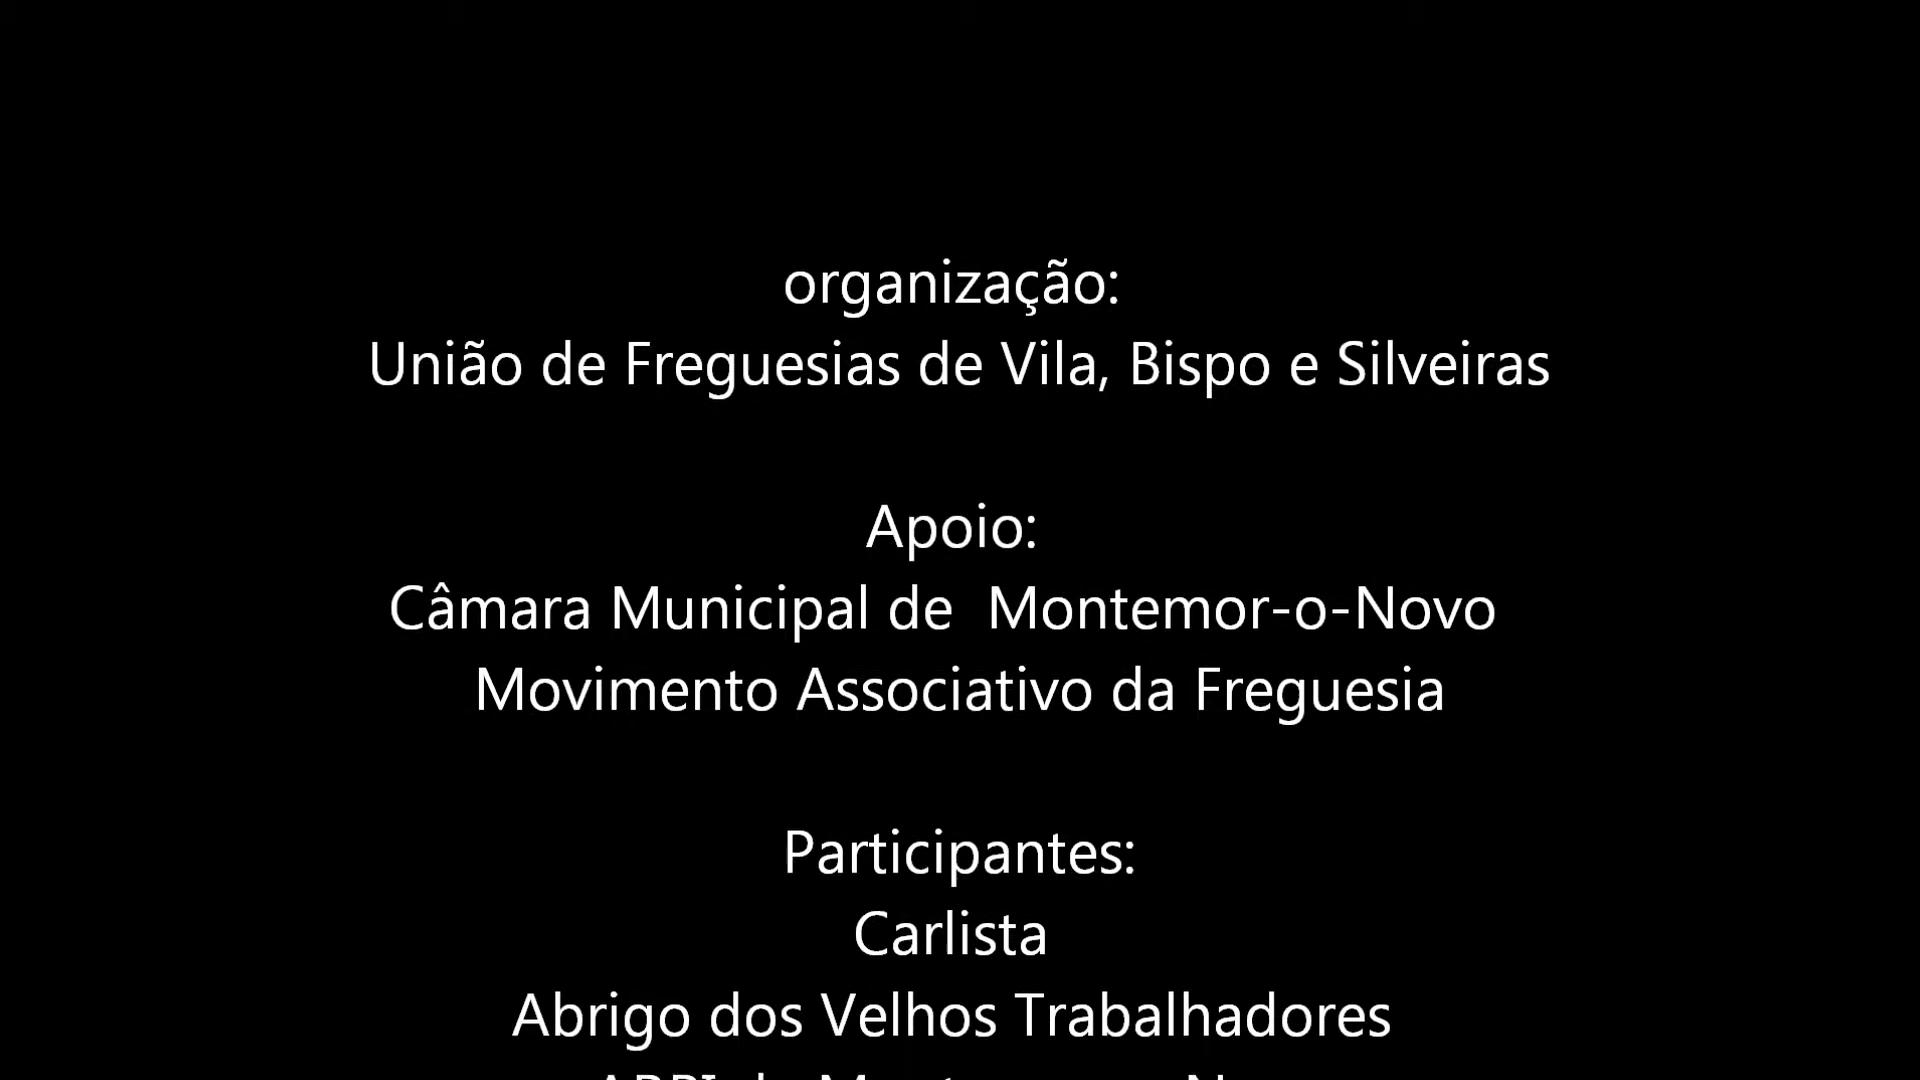 organização:
União de Freguesias de Vila, Bispo e Silveiras
Apoio:
Câmara Municipal de  Montemor-o-Novo
Movimento Associativo da Freguesia
Participantes:
Carlista
Abrigo dos Velhos Trabalhadores